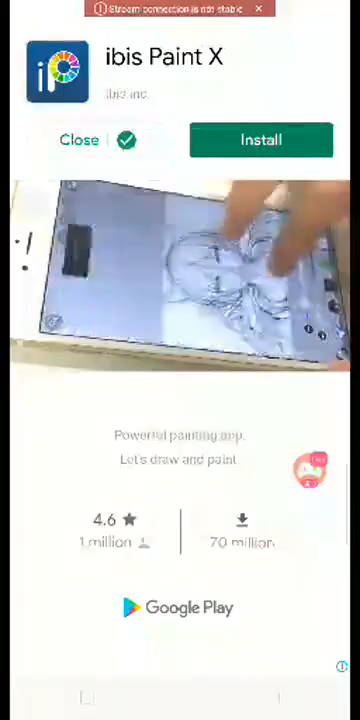 Stream connection is not stable
ibis Paint X
ibis inc.
Close
Install
Powerful painting app.
Let's draw and paint
4.6
1 million
70 million
Google Play